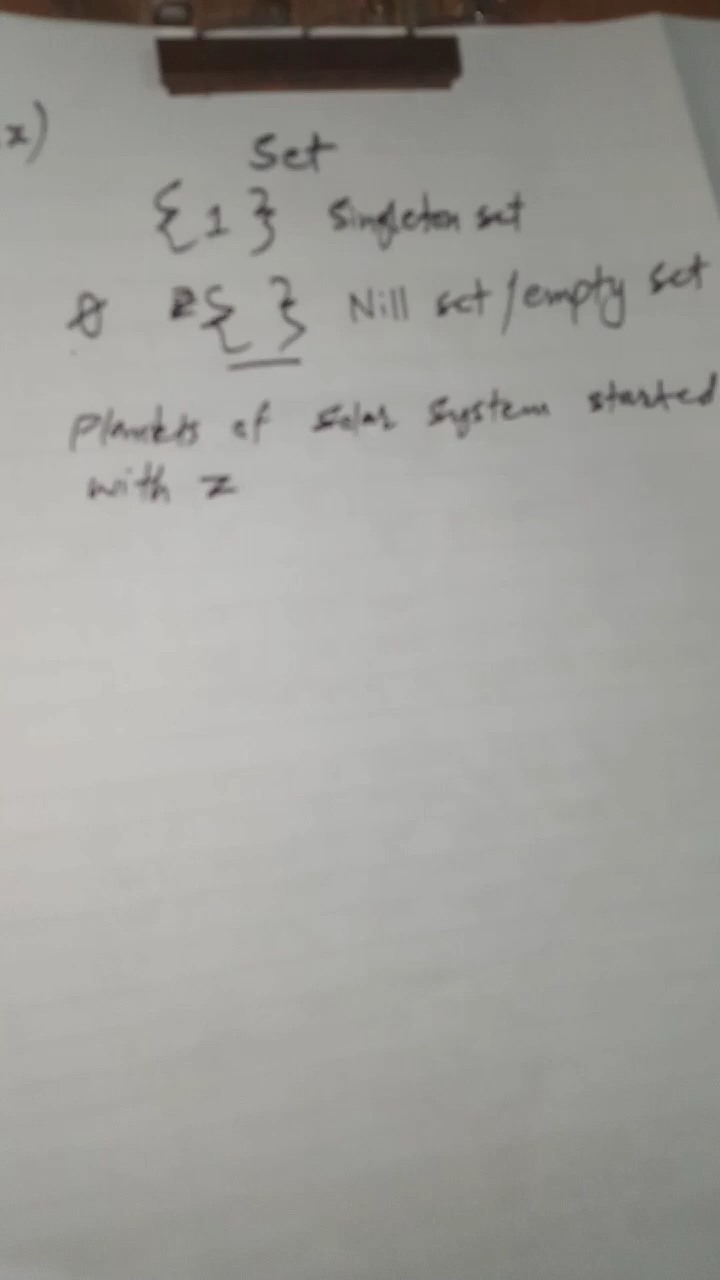 x)
Set
{1} Singleton set
{ } Nill set/empty set
Planets of Solar System started
with z